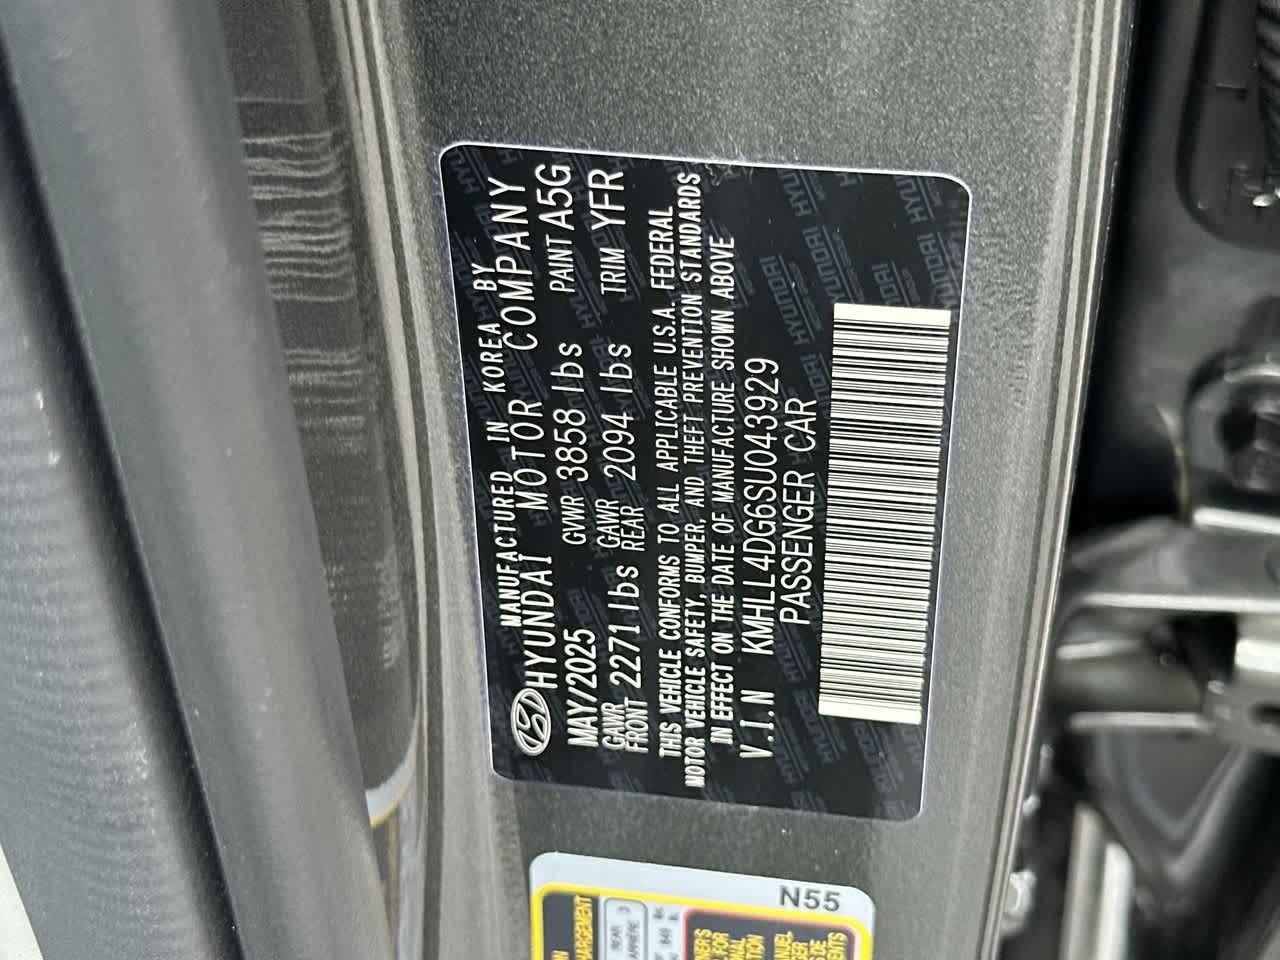 MANUFACTURED IN KOREA BY
HYUNDAI MOTOR COMPANY
MAY/2025 GVWR 3858 lbs PAINT A5G
GAWR FRONT 2271 lbs GAWR REAR 2094 lbs TRIM YFR
THIS VEHICLE CONFORMS TO ALL APPLICABLE U.S.A. FEDERAL
MOTOR VEHICLE SAFETY, BUMPER, AND THEFT PREVENTION STANDARDS
IN EFFECT ON THE DATE OF MANUFACTURE SHOWN ABOVE
V.I.N KMHLL4DG6SU043929
PASSENGER CAR
N55